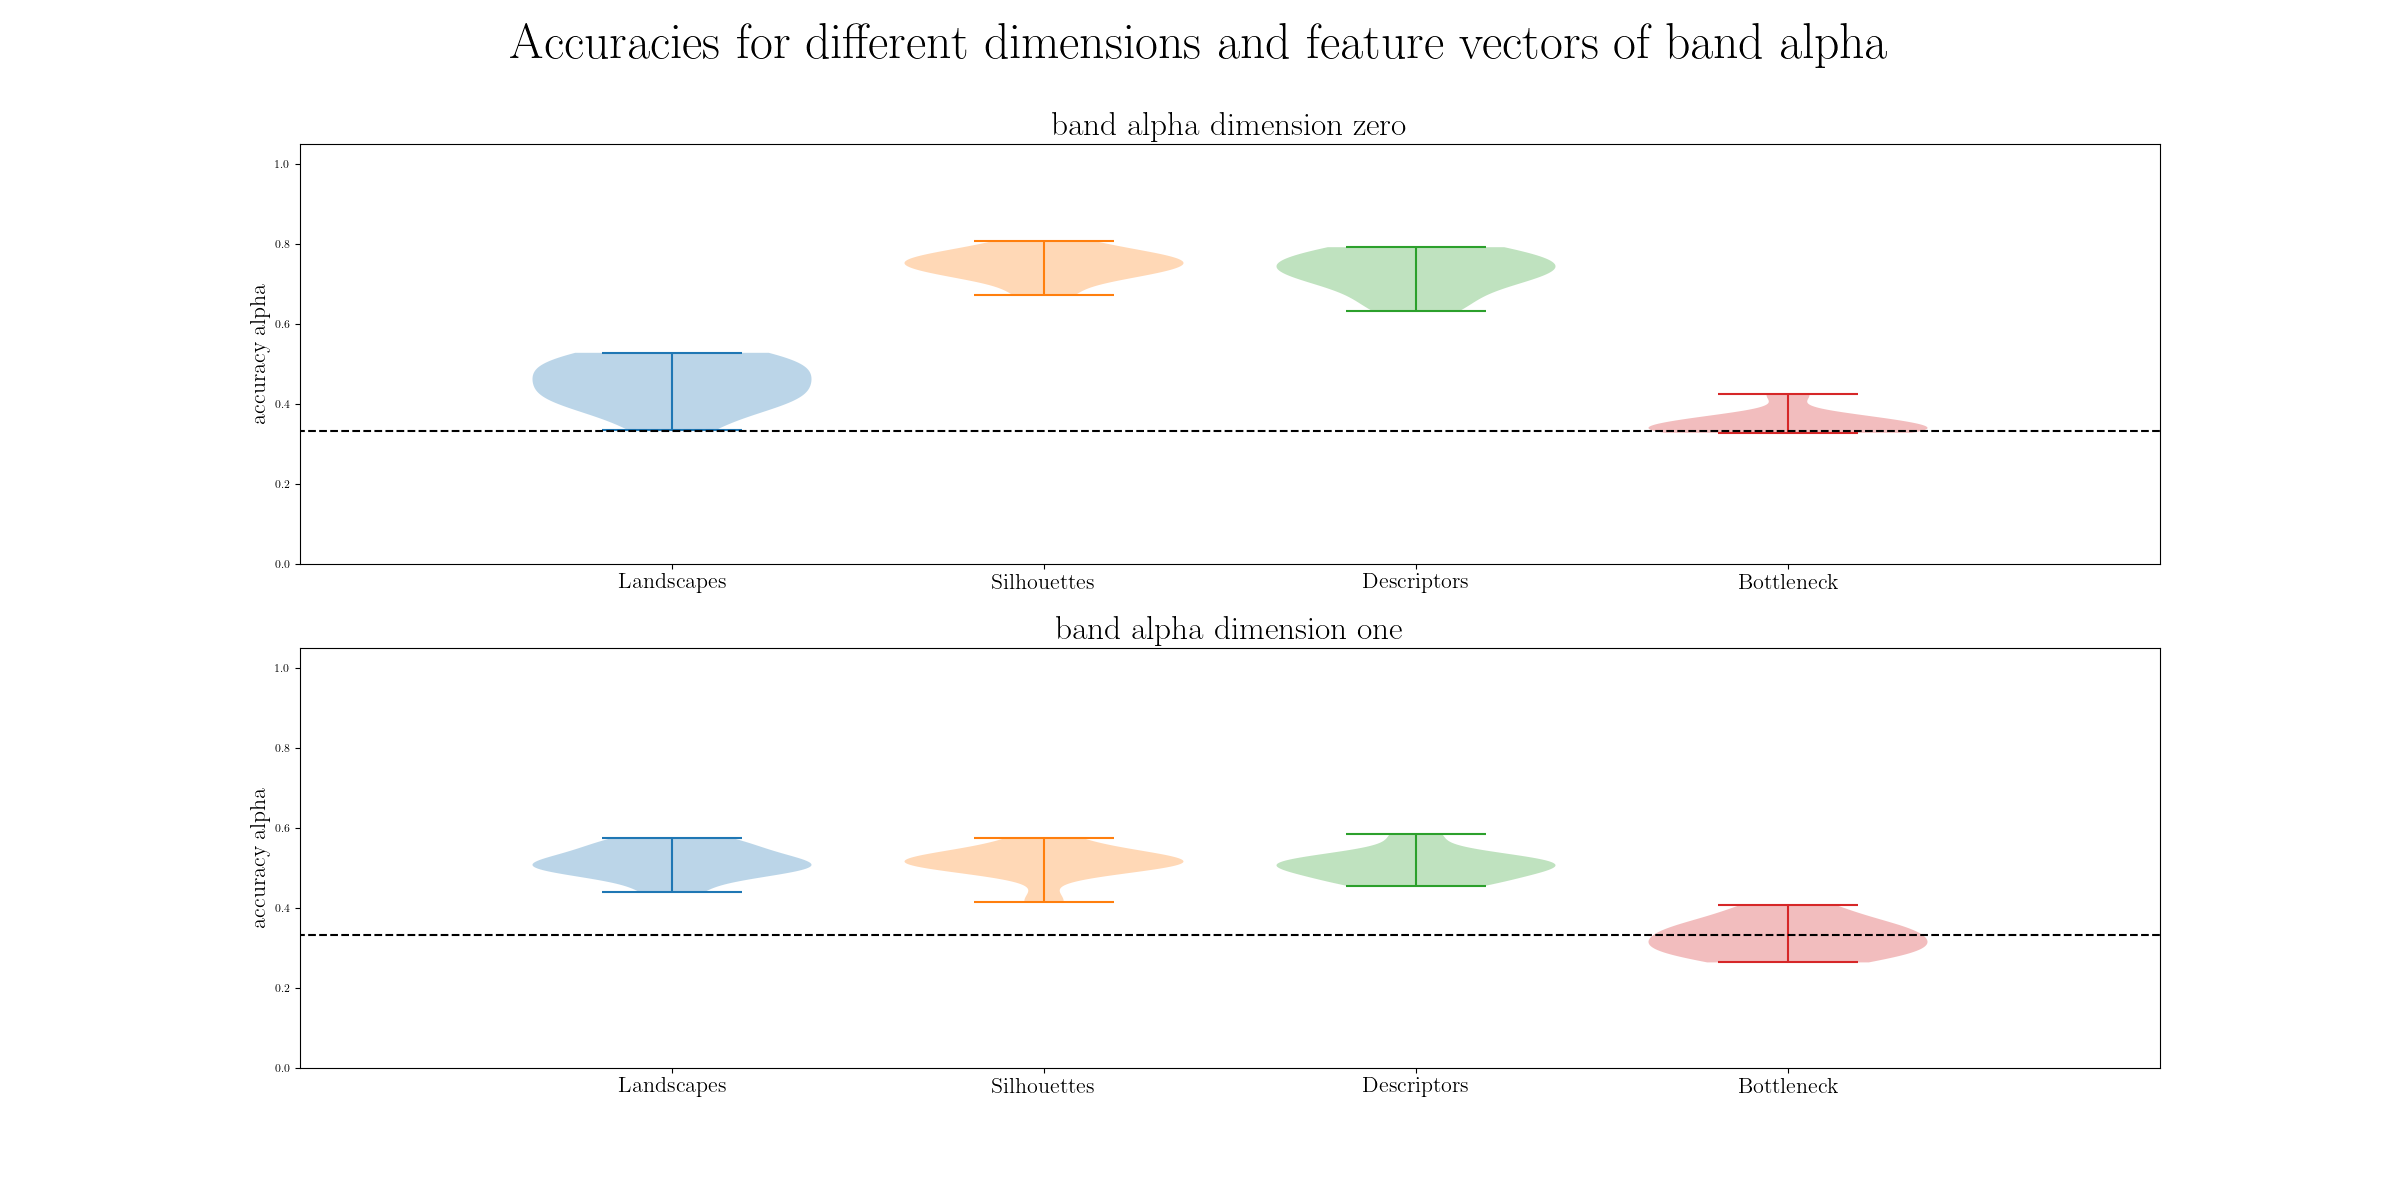 Accuracies for different dimensions and feature vectors of band alpha
band alpha dimension zero
1.0
0.8
0.6
0.4
0.2
0.0
accuracy alpha
Landscapes Silhouettes Descriptors Bottleneck
band alpha dimension one
1.0
0.8
0.6
0.4
0.2
0.0
accuracy alpha
Landscapes Silhouettes Descriptors Bottleneck